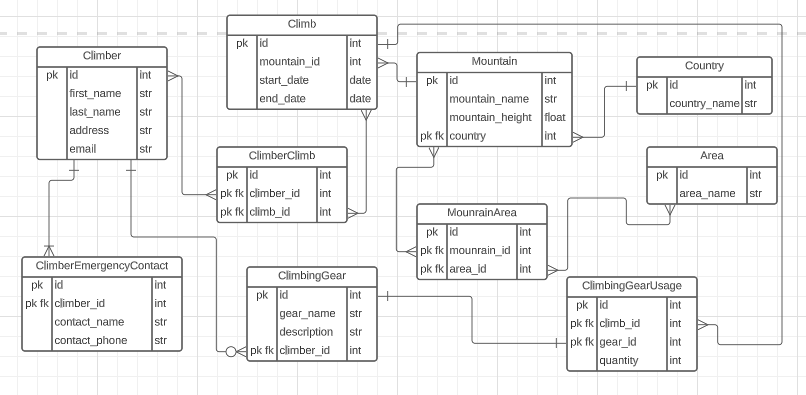 Climber
pk id int
first_name str
last_name str
address str
email str
Climb
pk id int
mountain_id int
start_date date
end_date date
Mountain
pk id int
mountain_name str
mountain_height float
pk fk country int
Country
pk id int
country_name str
ClimberClimb
pk id int
pk fk climber_id int
pk fk climb_id int
Area
pk id int
area_name str
MounrainArea
pk id int
pk fk mounrain_id int
pk fk area_id int
ClimberEmergencyContact
pk id int
pk fk climber_id int
contact_name str
contact_phone str
ClimbingGear
pk id int
gear_name str
description str
pk fk climber_id int
ClimbingGearUsage
pk id int
pk fk climb_id int
pk fk gear_id int
quantity int